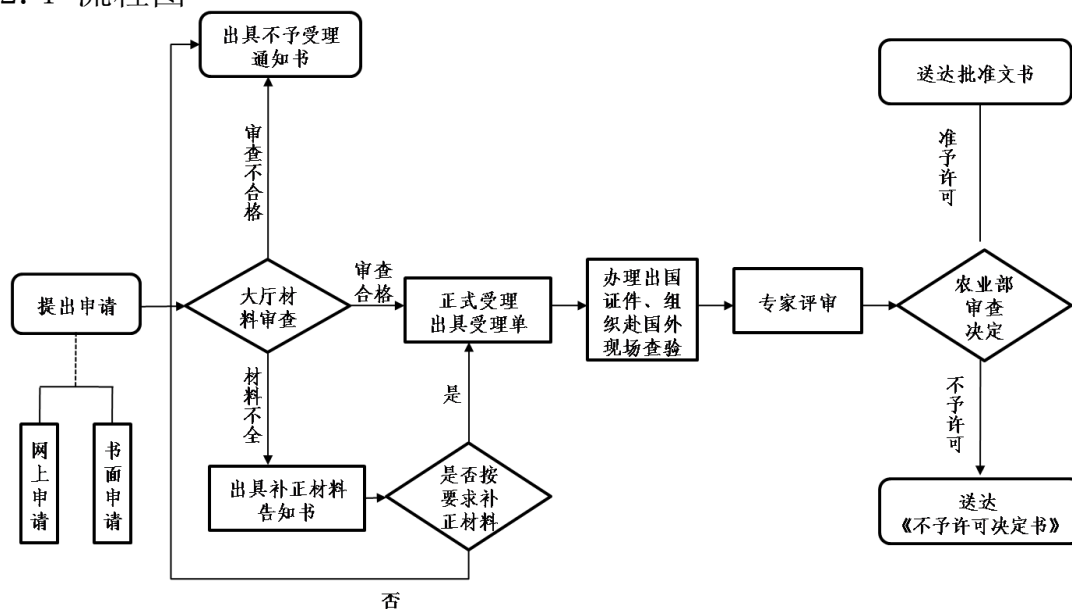 2.1 流程图
出具不予受理
通知书
送达批准文书
审查不合格
准予许可
提出申请
大厅材
料审查
审查
合格
正式受理
出具受理单
办理出国
证件、组
织赴国外
现场查验
专家评审
农业部
审查
决定
材料不全
是
不予许可
网上申请
书面申请
出具补正材料
告知书
是否按
要求补
正材料
送达
《不予许可决定书》
否